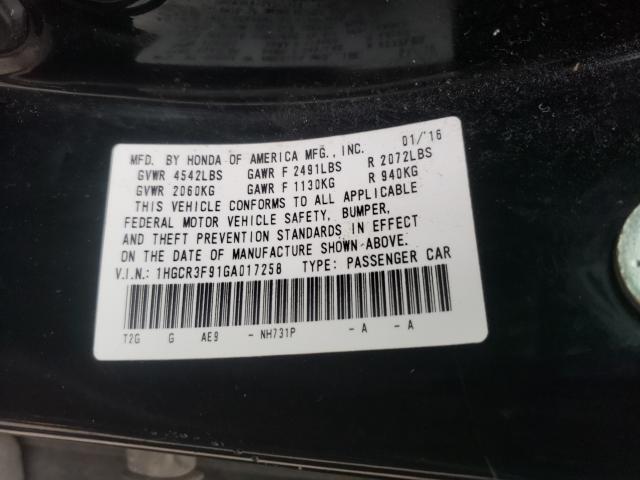 MFD. BY HONDA OF AMERICA MFG., INC. 01/'16
GVWR 4542LBS GAWR F 2491LBS R 2072LBS
GVWR 2060KG GAWR F 1130KG R 940KG
THIS VEHICLE CONFORMS TO ALL APPLICABLE
FEDERAL MOTOR VEHICLE SAFETY, BUMPER,
AND THEFT PREVENTION STANDARDS IN EFFECT
ON THE DATE OF MANUFACTURE SHOWN ABOVE.
V.I.N.: 1HGCR3F91GA017258 TYPE: PASSENGER CAR
T2G G AE9 - NH731P - A - A